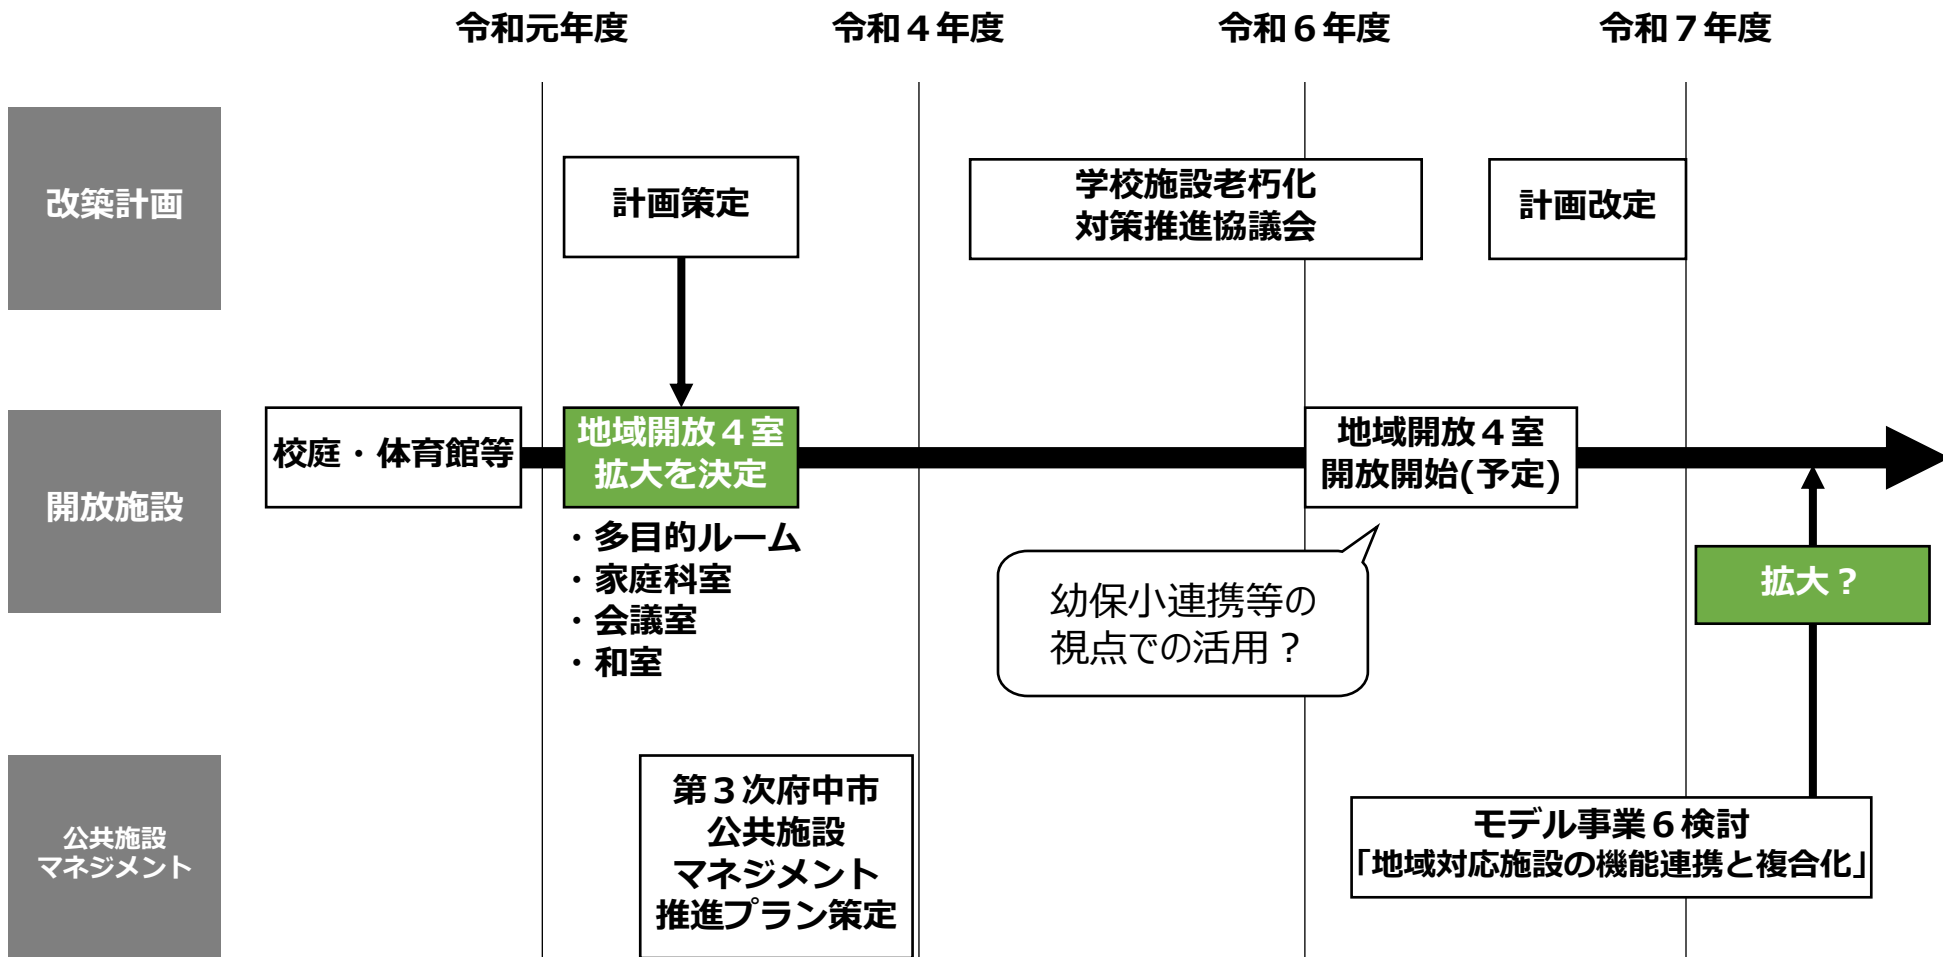 令和元年度
令和４年度
令和６年度
令和７年度
改築計画
計画策定
学校施設老朽化
対策推進協議会
計画改定
開放施設
校庭・体育館等
地域開放４室
拡大を決定
・多目的ルーム
・家庭科室
・会議室
・和室
地域開放４室
開放開始(予定)
幼保小連携等の
視点での活用？
拡大？
公共施設
マネジメント
第３次府中市
公共施設
マネジメント
推進プラン策定
モデル事業６検討
「地域対応施設の機能連携と複合化」